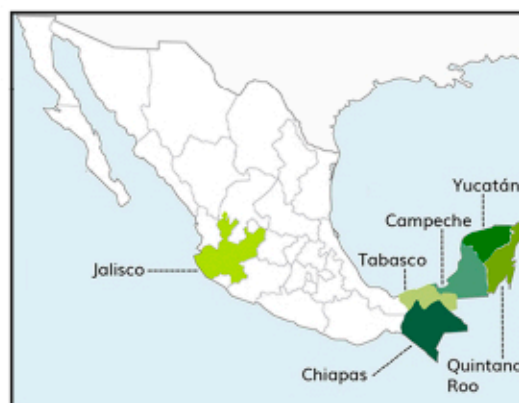 Yucatán
Campeche
Tabasco
Jalisco
Chiapas
Quintana
Roo